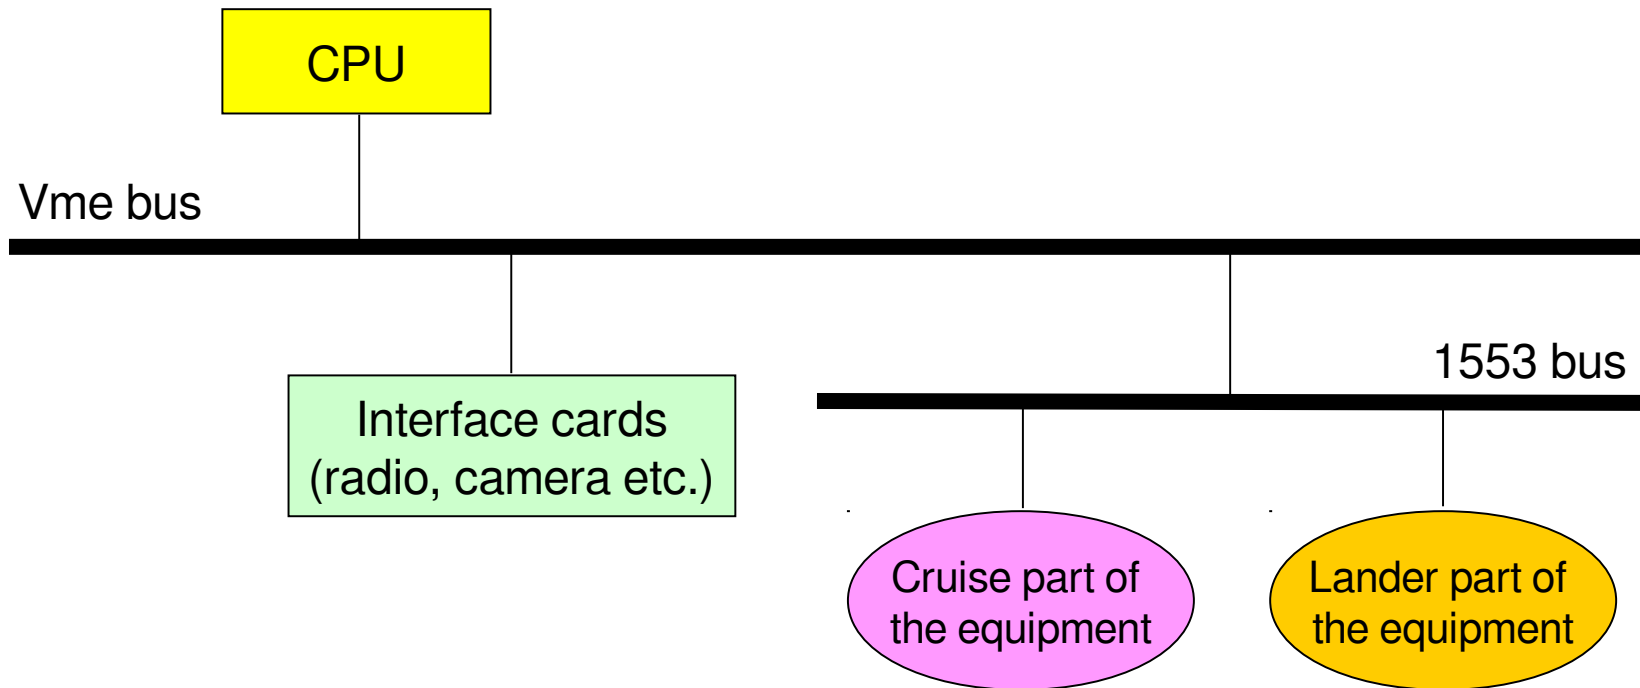 CPU
Vme bus
1553 bus
Interface cards
(radio, camera etc.)
Cruise part of
the equipment
Lander part of
the equipment